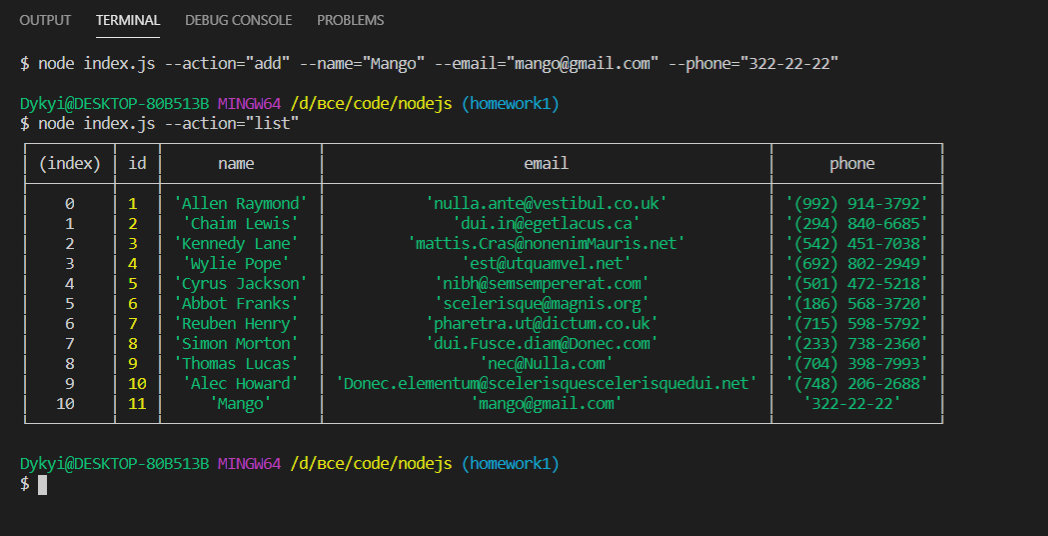 OUTPUT TERMINAL DEBUG CONSOLE PROBLEMS
$ node index.js --action="add" --name="Mango" --email="mango@gmail.com" --phone="322-22-22"
Dykyi@DESKTOP-80B513B MINGW64 /d/все/code/nodejs (homework1)
$ node index.js --action="list"
(index) id name email phone
0 1 'Allen Raymond' 'nulla.ante@vestibul.co.uk' '(992) 914-3792'
1 2 'Chaim Lewis' 'dui.in@egetlacus.ca' '(294) 840-6685'
2 3 'Kennedy Lane' 'mattis.Cras@nonenimMauris.net' '(542) 451-7038'
3 4 'Wylie Pope' 'est@utquamvel.net' '(692) 802-2949'
4 5 'Cyrus Jackson' 'nibh@semsempererat.com' '(501) 472-5218'
5 6 'Abbot Franks' 'scelerisque@magnis.org' '(186) 568-3720'
6 7 'Reuben Henry' 'pharetra.ut@dictum.co.uk' '(715) 598-5792'
7 8 'Simon Morton' 'dui.Fusce.diam@Donec.com' '(233) 738-2360'
8 9 'Thomas Lucas' 'nec@Nulla.com' '(704) 398-7993'
9 10 'Alec Howard' 'Donec.elementum@scelerisquescelerisquedui.net' '(748) 206-2688'
10 11 'Mango' 'mango@gmail.com' '322-22-22'
Dykyi@DESKTOP-80B513B MINGW64 /d/все/code/nodejs (homework1)
$